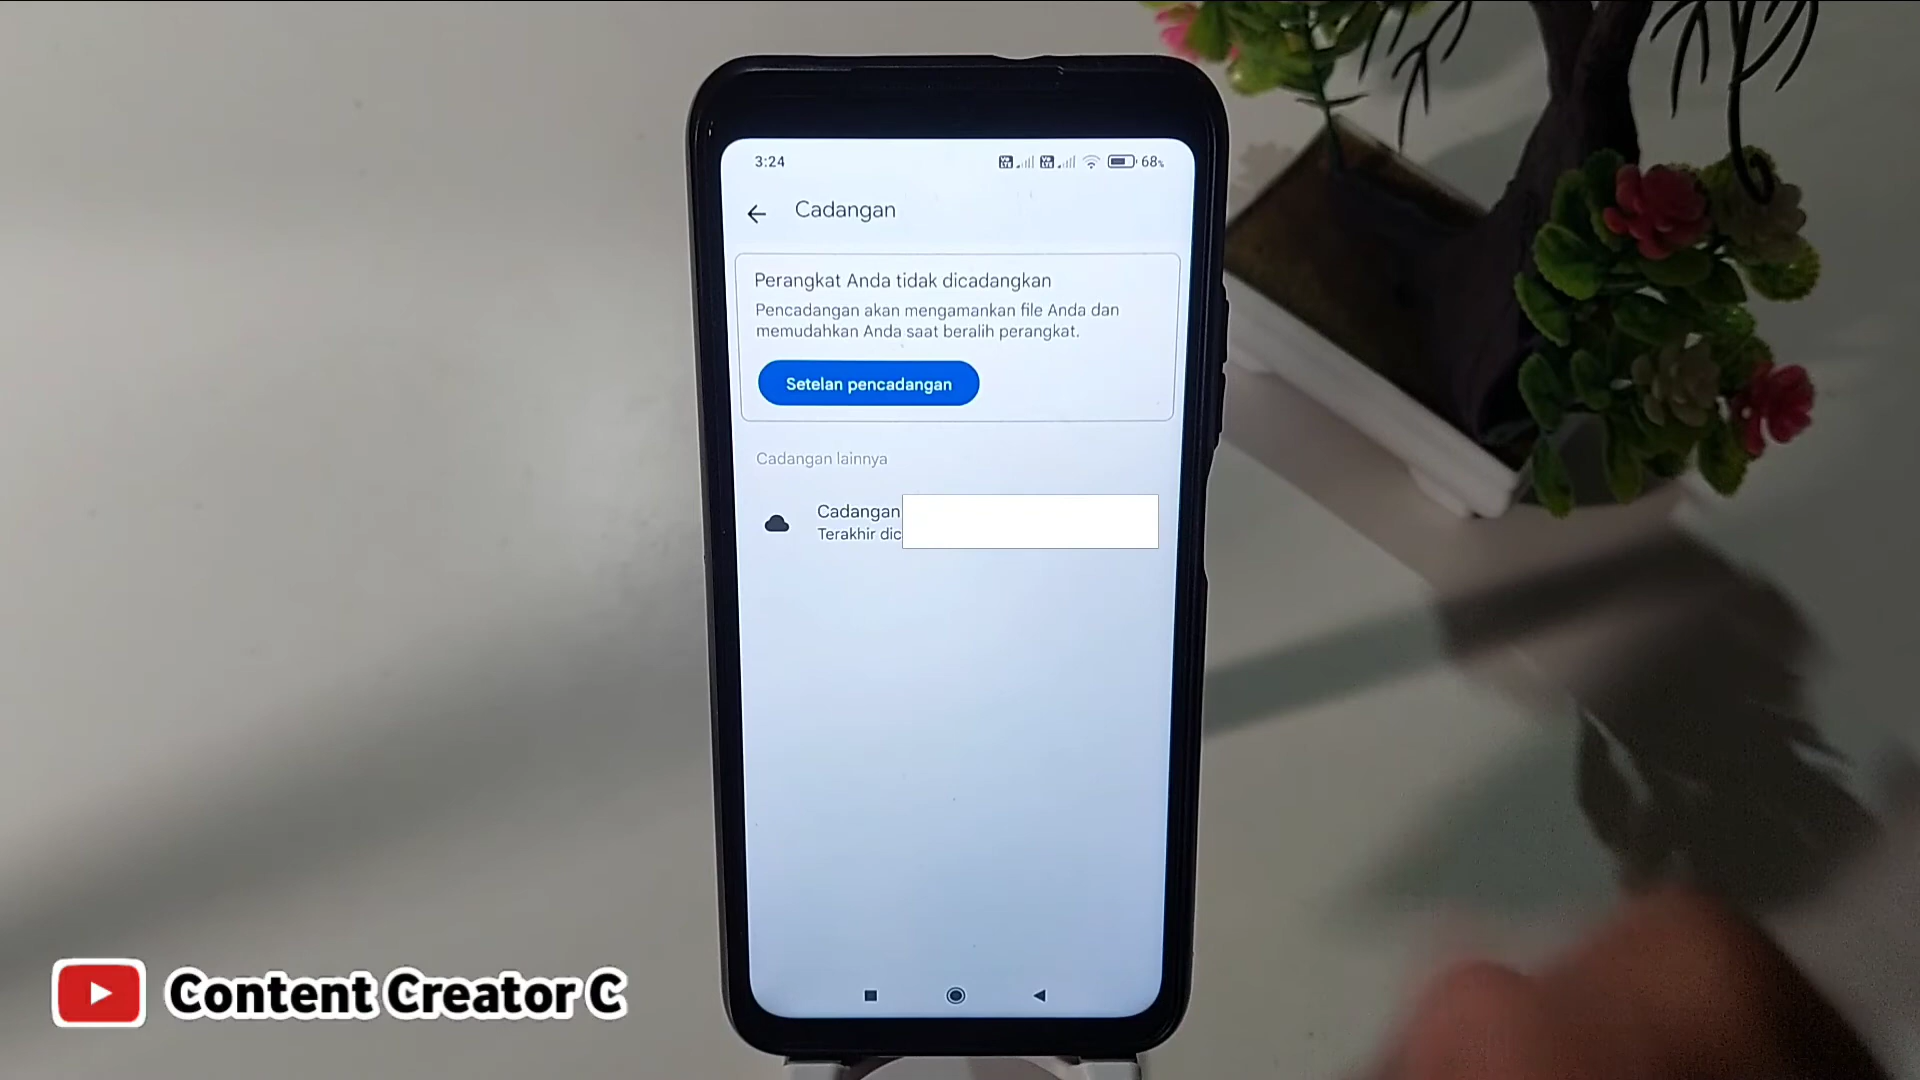 3:24
68%
Cadangan
Perangkat Anda tidak dicadangkan
Pencadangan akan mengamankan file Anda dan
memudahkan Anda saat beralih perangkat.
Setelan pencadangan
Cadangan lainnya
Cadangan
Terakhir dic
Content Creator C